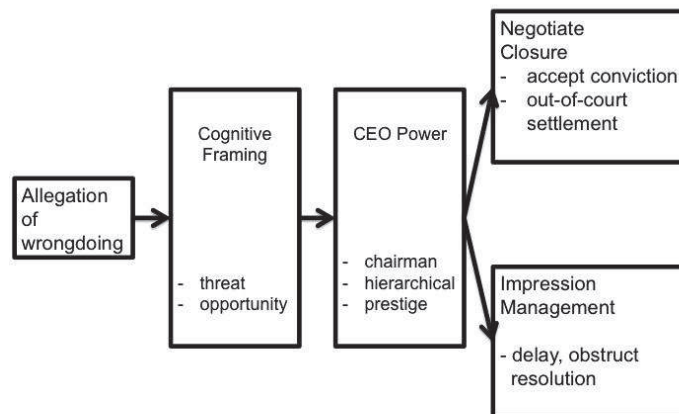 Allegation
of
wrongdoing
Cognitive
Framing
- threat
- opportunity
CEO Power
- chairman
- hierarchical
- prestige
Negotiate
Closure
- accept conviction
- out-of-court
settlement
Impression
Management
- delay, obstruct
resolution